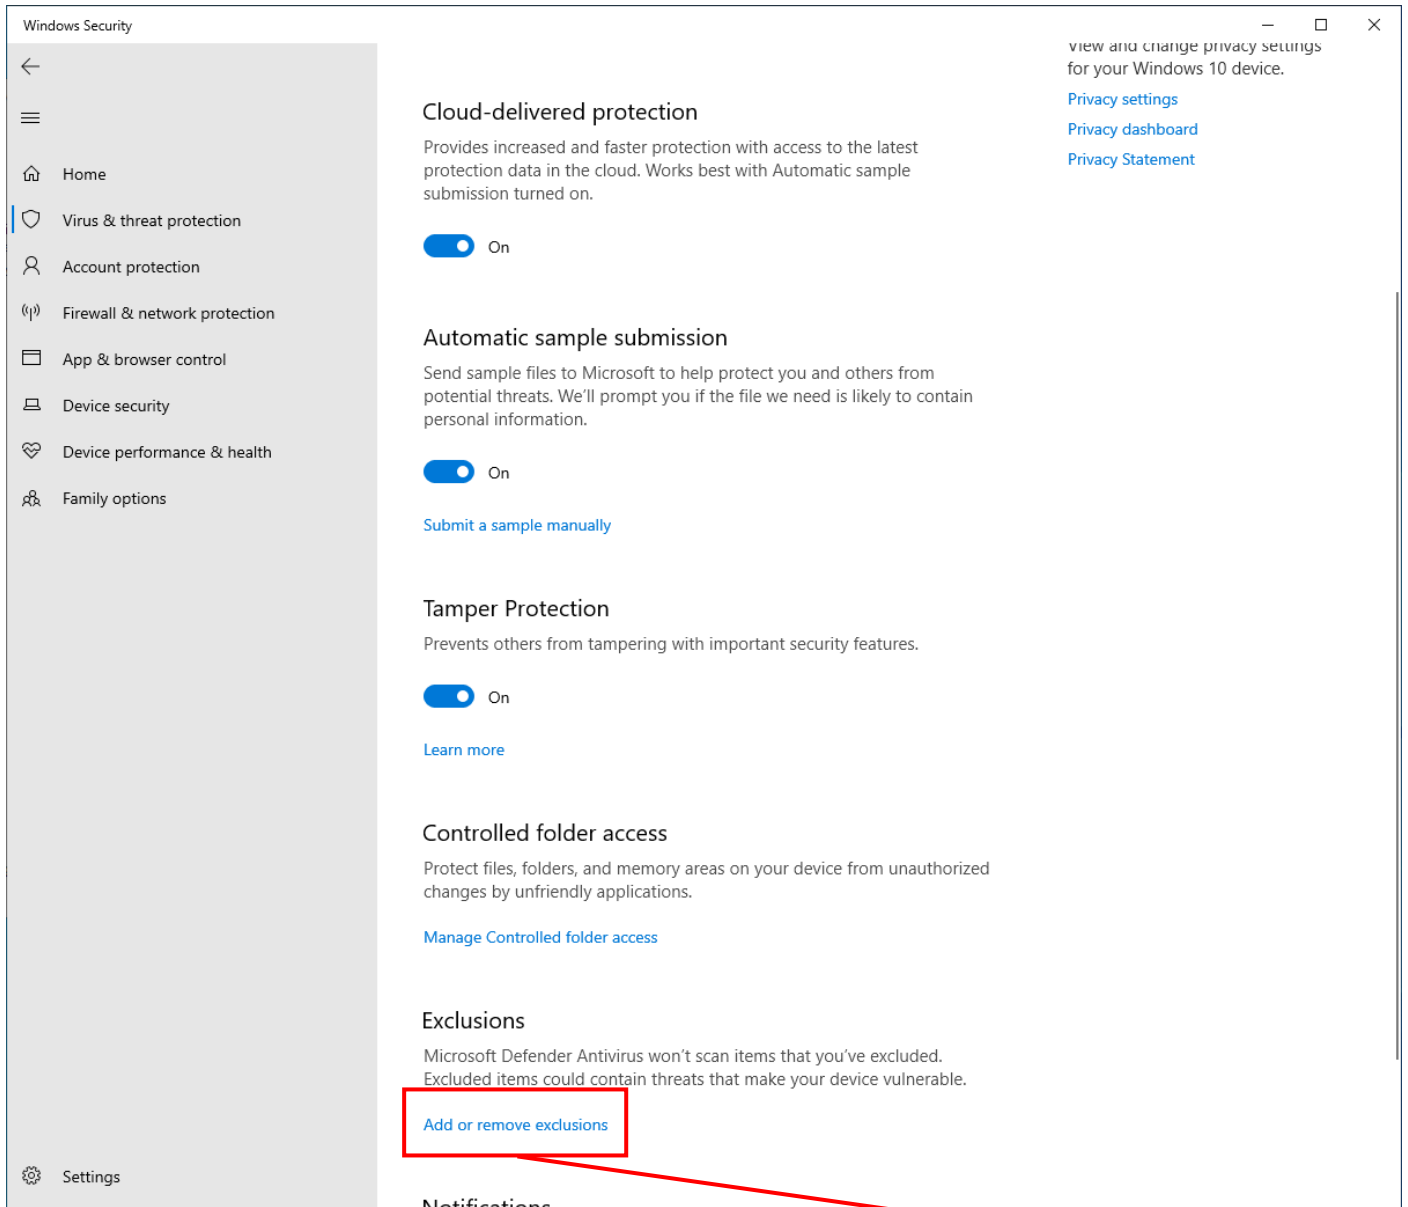 Windows Security
View and change privacy settings
for your Windows 10 device.
Privacy settings
Privacy dashboard
Privacy Statement
Home
Virus & threat protection
Account protection
Firewall & network protection
App & browser control
Device security
Device performance & health
Family options
Settings
Cloud-delivered protection
Provides increased and faster protection with access to the latest
protection data in the cloud. Works best with Automatic sample
submission turned on.
On
Automatic sample submission
Send sample files to Microsoft to help protect you and others from
potential threats. We'll prompt you if the file we need is likely to contain
personal information.
On
Submit a sample manually
Tamper Protection
Prevents others from tampering with important security features.
On
Learn more
Controlled folder access
Protect files, folders, and memory areas on your device from unauthorized
changes by unfriendly applications.
Manage Controlled folder access
Exclusions
Microsoft Defender Antivirus won't scan items that you've excluded.
Excluded items could contain threats that make your device vulnerable.
Add or remove exclusions
Notifications